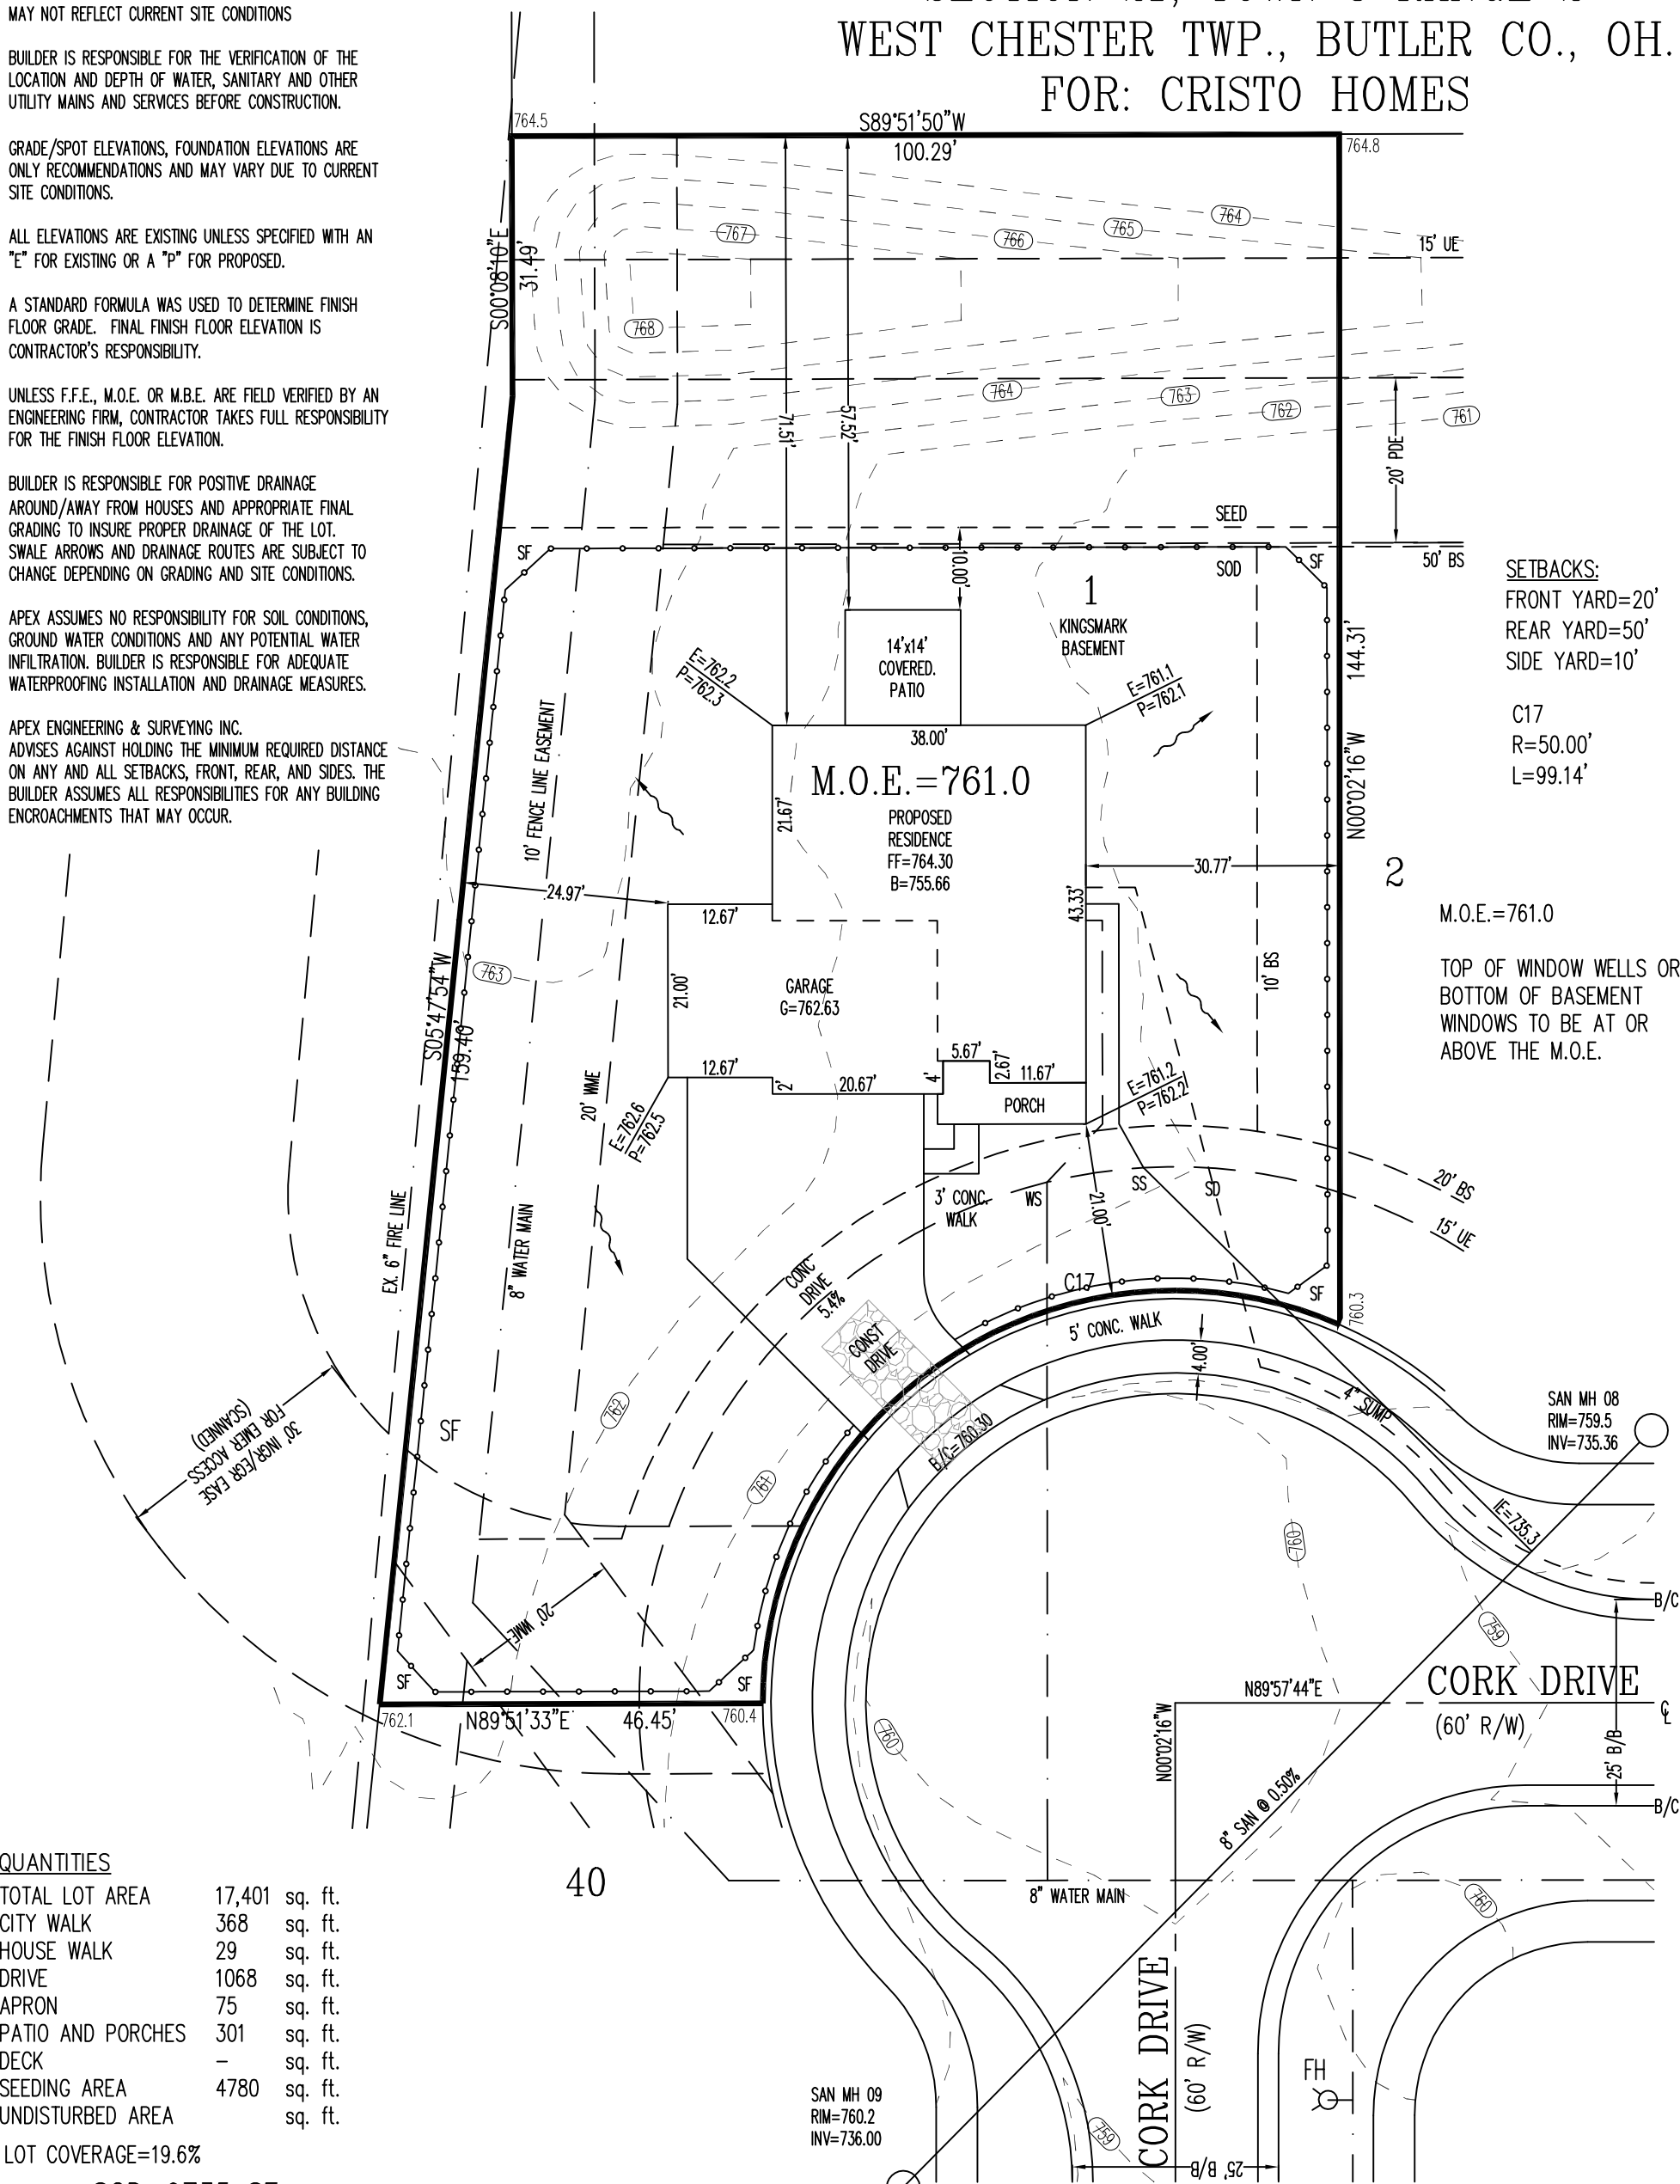 MAY NOT REFLECT CURRENT SITE CONDITIONS
BUILDER IS RESPONSIBLE FOR THE VERIFICATION OF THE
LOCATION AND DEPTH OF WATER, SANITARY AND OTHER
UTILITY MAINS AND SERVICES BEFORE CONSTRUCTION.
GRADE/SPOT ELEVATIONS, FOUNDATION ELEVATIONS ARE
ONLY RECOMMENDATIONS AND MAY VARY DUE TO CURRENT
SITE CONDITIONS.
ALL ELEVATIONS ARE EXISTING UNLESS SPECIFIED WITH AN
"E" FOR EXISTING OR A "P" FOR PROPOSED.
A STANDARD FORMULA WAS USED TO DETERMINE FINISH
FLOOR GRADE. FINAL FINISH FLOOR ELEVATION IS
CONTRACTOR'S RESPONSIBILITY.
UNLESS F.F.E., M.O.E. OR M.B.E. ARE FIELD VERIFIED BY AN
ENGINEERING FIRM, CONTRACTOR TAKES FULL RESPONSIBILITY
FOR THE FINISH FLOOR ELEVATION.
BUILDER IS RESPONSIBLE FOR POSITIVE DRAINAGE
AROUND/AWAY FROM HOUSES AND APPROPRIATE FINAL
GRADING TO INSURE PROPER DRAINAGE OF THE LOT.
SWALE ARROWS AND DRAINAGE ROUTES ARE SUBJECT TO
CHANGE DEPENDING ON GRADING AND SITE CONDITIONS.
APEX ASSUMES NO RESPONSIBILITY FOR SOIL CONDITIONS,
GROUND WATER CONDITIONS AND ANY POTENTIAL WATER
INFILTRATION. BUILDER IS RESPONSIBLE FOR ADEQUATE
WATERPROOFING INSTALLATION AND DRAINAGE MEASURES.
APEX ENGINEERING & SURVEYING INC.
ADVISES AGAINST HOLDING THE MINIMUM REQUIRED DISTANCE
ON ANY AND ALL SETBACKS, FRONT, REAR, AND SIDES. THE
BUILDER ASSUMES ALL RESPONSIBILITIES FOR ANY BUILDING
ENCROACHMENTS THAT MAY OCCUR.
WEST CHESTER TWP., BUTLER CO., OH.
FOR: CRISTO HOMES
764.5
S89°51'50"W
100.29'
764.8
S00°08'10"E
31.49'
767
766
765
764
15' UE
768
71.51'
57.52'
764
763
762
761
20' PDE
SEED
SF
10.00'
SOD
SF
50' BS
1
KINGSMARK
BASEMENT
14'x14'
COVERED.
PATIO
144.31'
N00°02'16"W
SETBACKS:
FRONT YARD=20'
REAR YARD=50'
SIDE YARD=10'
C17
R=50.00'
L=99.14'
E=762.2
P=762.3
E=761.1
P=762.1
10' FENCE LINE EASEMENT
38.00'
M.O.E.=761.0
PROPOSED
RESIDENCE
FF=764.30
B=755.66
21.67'
30.77'
2
24.97'
12.67'
43.33'
M.O.E.=761.0
TOP OF WINDOW WELLS OR
BOTTOM OF BASEMENT
WINDOWS TO BE AT OR
ABOVE THE M.O.E.
763
S05°47'54"W
159.40'
21.00'
GARAGE
G=762.63
10' BS
12.67'
2'
20.67'
4'
5.67'
2.67'
11.67'
PORCH
20' WME
E=762.6
P=762.5
E=761.2
P=762.2
EX. 6" FIRE LINE
8" WATER MAIN
3' CONC.
WALK
WS
21.00'
SS
SD
20' BS
15' UE
CONC
DRIVE
5.4%
CONST
DRIVE
C17
SF
760.3
5' CONC. WALK
4.00'
4" SUMP
SAN MH 08
RIM=759.5
INV=735.36
30' INGR/EGR EASE
FOR EMER ACCESS
(SCANNED)
SF
762
761
B/C=760.30
760
IE=735.3
759
B/C
20' WME
SF
SF
762.1
N89°51'33"E
46.45'
760.4
760
N89°57'44"E
CORK DRIVE
(60' R/W)
N00°02'16"W
25' B/B
B/C
8" SAN @ 0.50%
40
8" WATER MAIN
760
CORK DRIVE
(60' R/W)
FH
SAN MH 09
RIM=760.2
INV=736.00
759
25' B/B
QUANTITIES
TOTAL LOT AREA 17,401 sq. ft.
CITY WALK 368 sq. ft.
HOUSE WALK 29 sq. ft.
DRIVE 1068 sq. ft.
APRON 75 sq. ft.
PATIO AND PORCHES 301 sq. ft.
DECK – sq. ft.
SEEDING AREA 4780 sq. ft.
UNDISTURBED AREA sq. ft.
LOT COVERAGE=19.6%